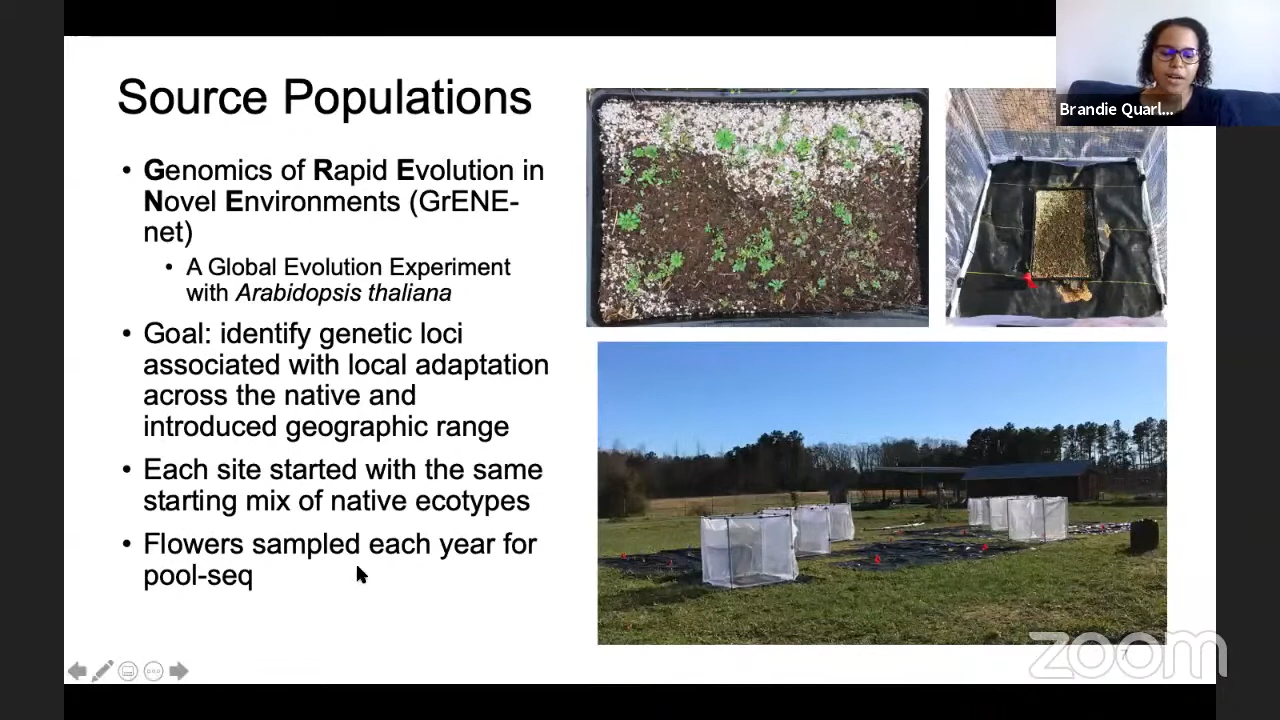 Source Populations
Brandie Quarl...
• Genomics of Rapid Evolution in
Novel Environments (GrENE-
net)
• A Global Evolution Experiment
with Arabidopsis thaliana
• Goal: identify genetic loci
associated with local adaptation
across the native and
introduced geographic range
• Each site started with the same
starting mix of native ecotypes
• Flowers sampled each year for
pool-seq
7
zoom